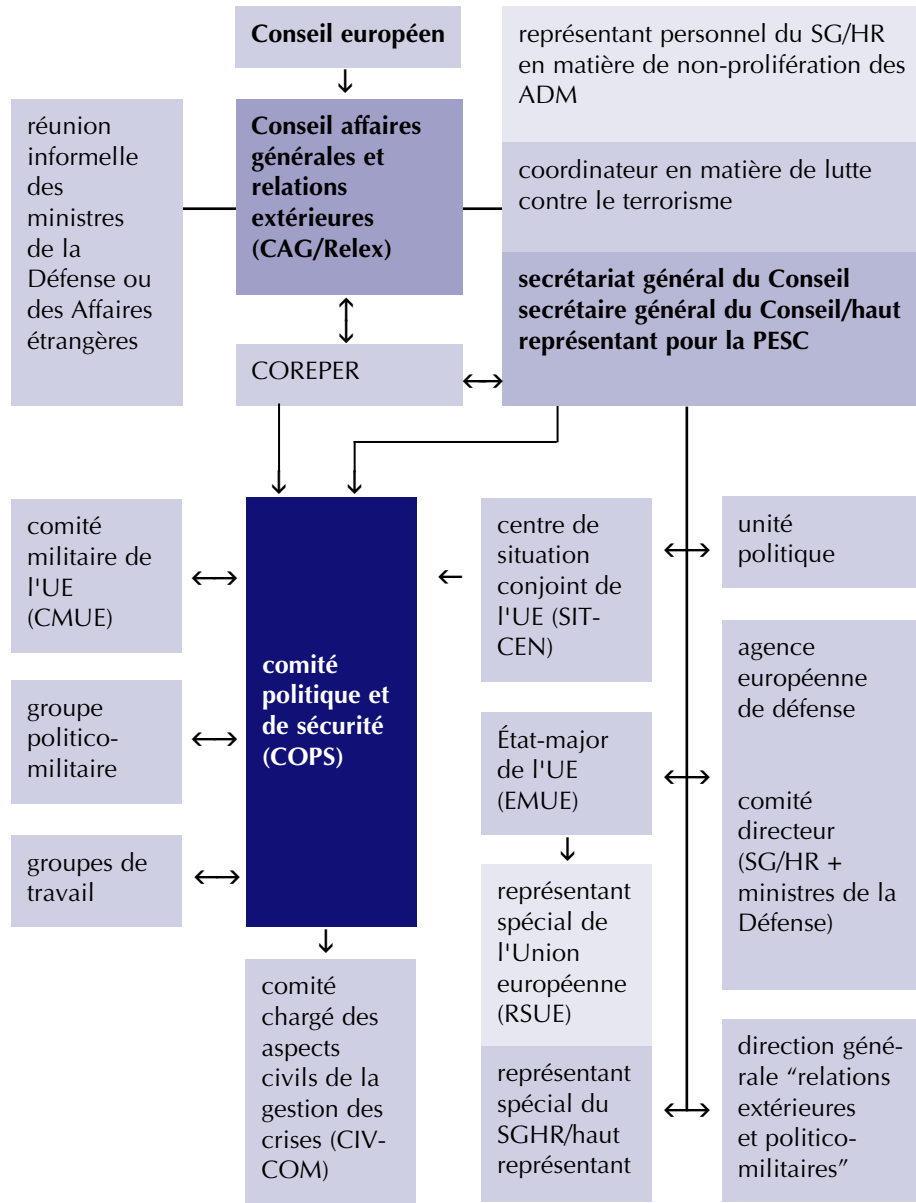 Conseil européen
représentant personnel du SG/HR
en matière de non-prolifération des
ADM
réunion
informelle
des
ministres
de la
Défense ou
des Affaires
étrangères
Conseil affaires
générales et
relations
extérieures
(CAG/Relex)
coordinateur en matière de lutte
contre le terrorisme
secrétariat général du Conseil
secrétaire général du Conseil/haut
représentant pour la PESC
COREPER
comité
militaire de
l'UE
(CMUE)
groupe
politico-
militaire
groupes de
travail
comité
politique et
de sécurité
(COPS)
comité
chargé des
aspects
civils de la
gestion des
crises (CIV-
COM)
centre de
situation
conjoint de
l'UE (SIT-
CEN)
État-major
de l'UE
(EMUE)
représentant
spécial de
l'Union
européenne
(RSUE)
représentant
spécial du
SGHR/haut
représentant
unité
politique
agence
européenne
de défense
comité
directeur
(SG/HR +
ministres de la
Défense)
direction géné-
rale “relations
extérieures
et politico-
militaires”